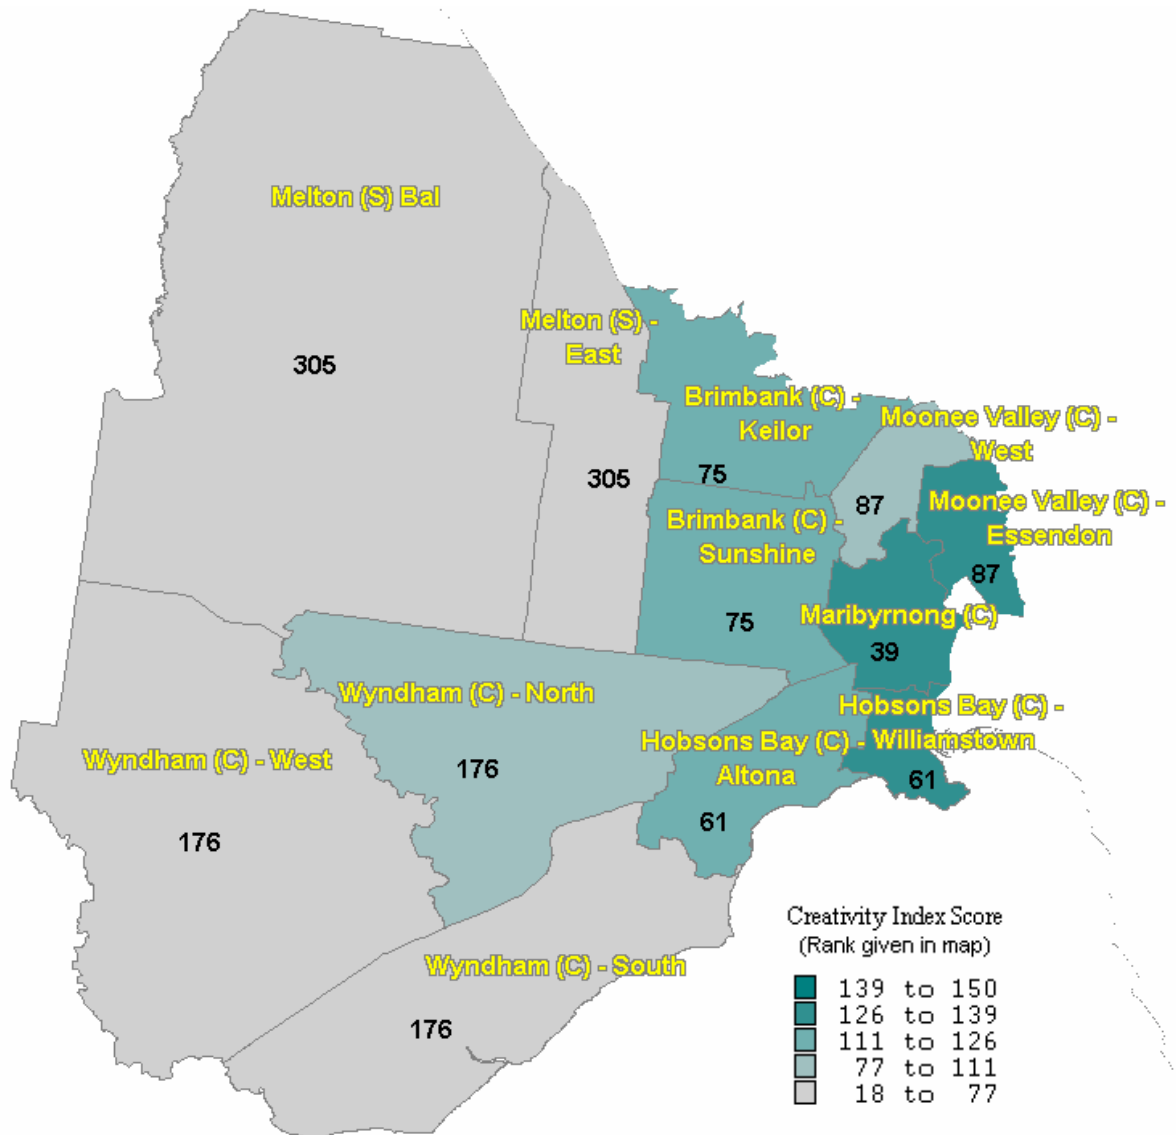 Melton (S) Bal
305
Melton (S) -
East
305
Brimbank (C) -
Keilor
75
Moonee Valley (C) -
West
87
Moonee Valley (C) -
Essendon
87
Brimbank (C) -
Sunshine
75
Maribyrnong (C)
39
Wyndham (C) - North
176
Hobsons Bay (C) -
Williamstown
61
Hobsons Bay (C) -
Altona
61
Wyndham (C) - West
176
Wyndham (C) - South
176
Creativity Index Score
(Rank given in map)
139 to 150
126 to 139
111 to 126
77 to 111
18 to 77